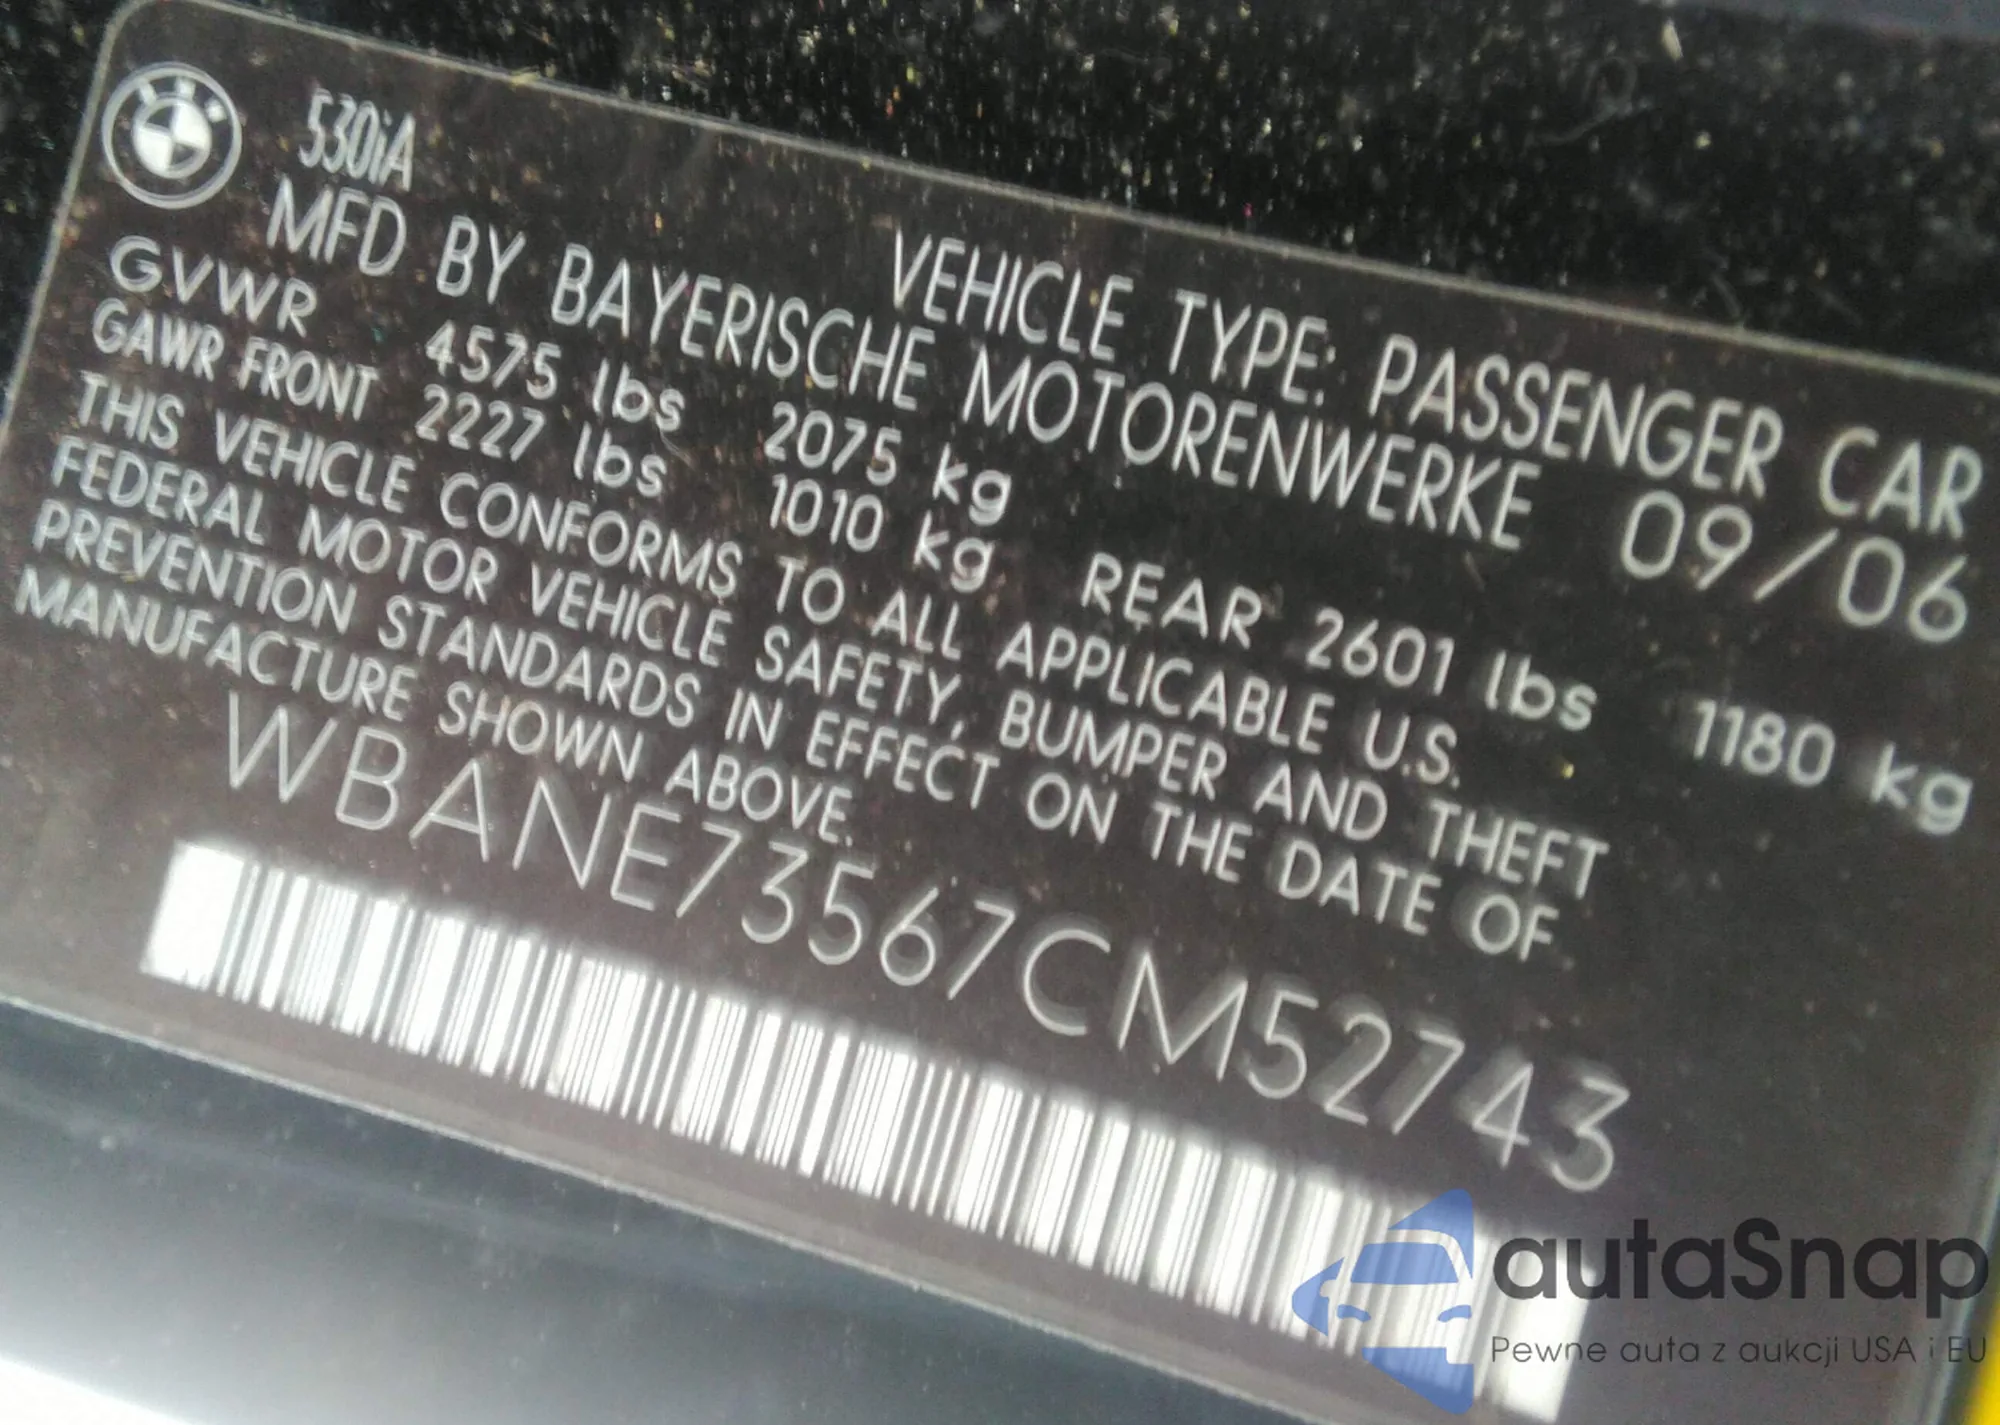 530iA
VEHICLE TYPE: PASSENGER CAR
MFD BY BAYERISCHE MOTORENWERKE 09/06
GVWR 4575 lbs 2075 kg
GAWR FRONT 2227 lbs 1010 kg REAR 2601 lbs 1180 kg
THIS VEHICLE CONFORMS TO ALL APPLICABLE U.S.
FEDERAL MOTOR VEHICLE SAFETY, BUMPER AND THEFT
PREVENTION STANDARDS IN EFFECT ON THE DATE OF
MANUFACTURE SHOWN ABOVE.
WBANE73567CM52743
autaSnap
Pewne auta z aukcji USA i EU